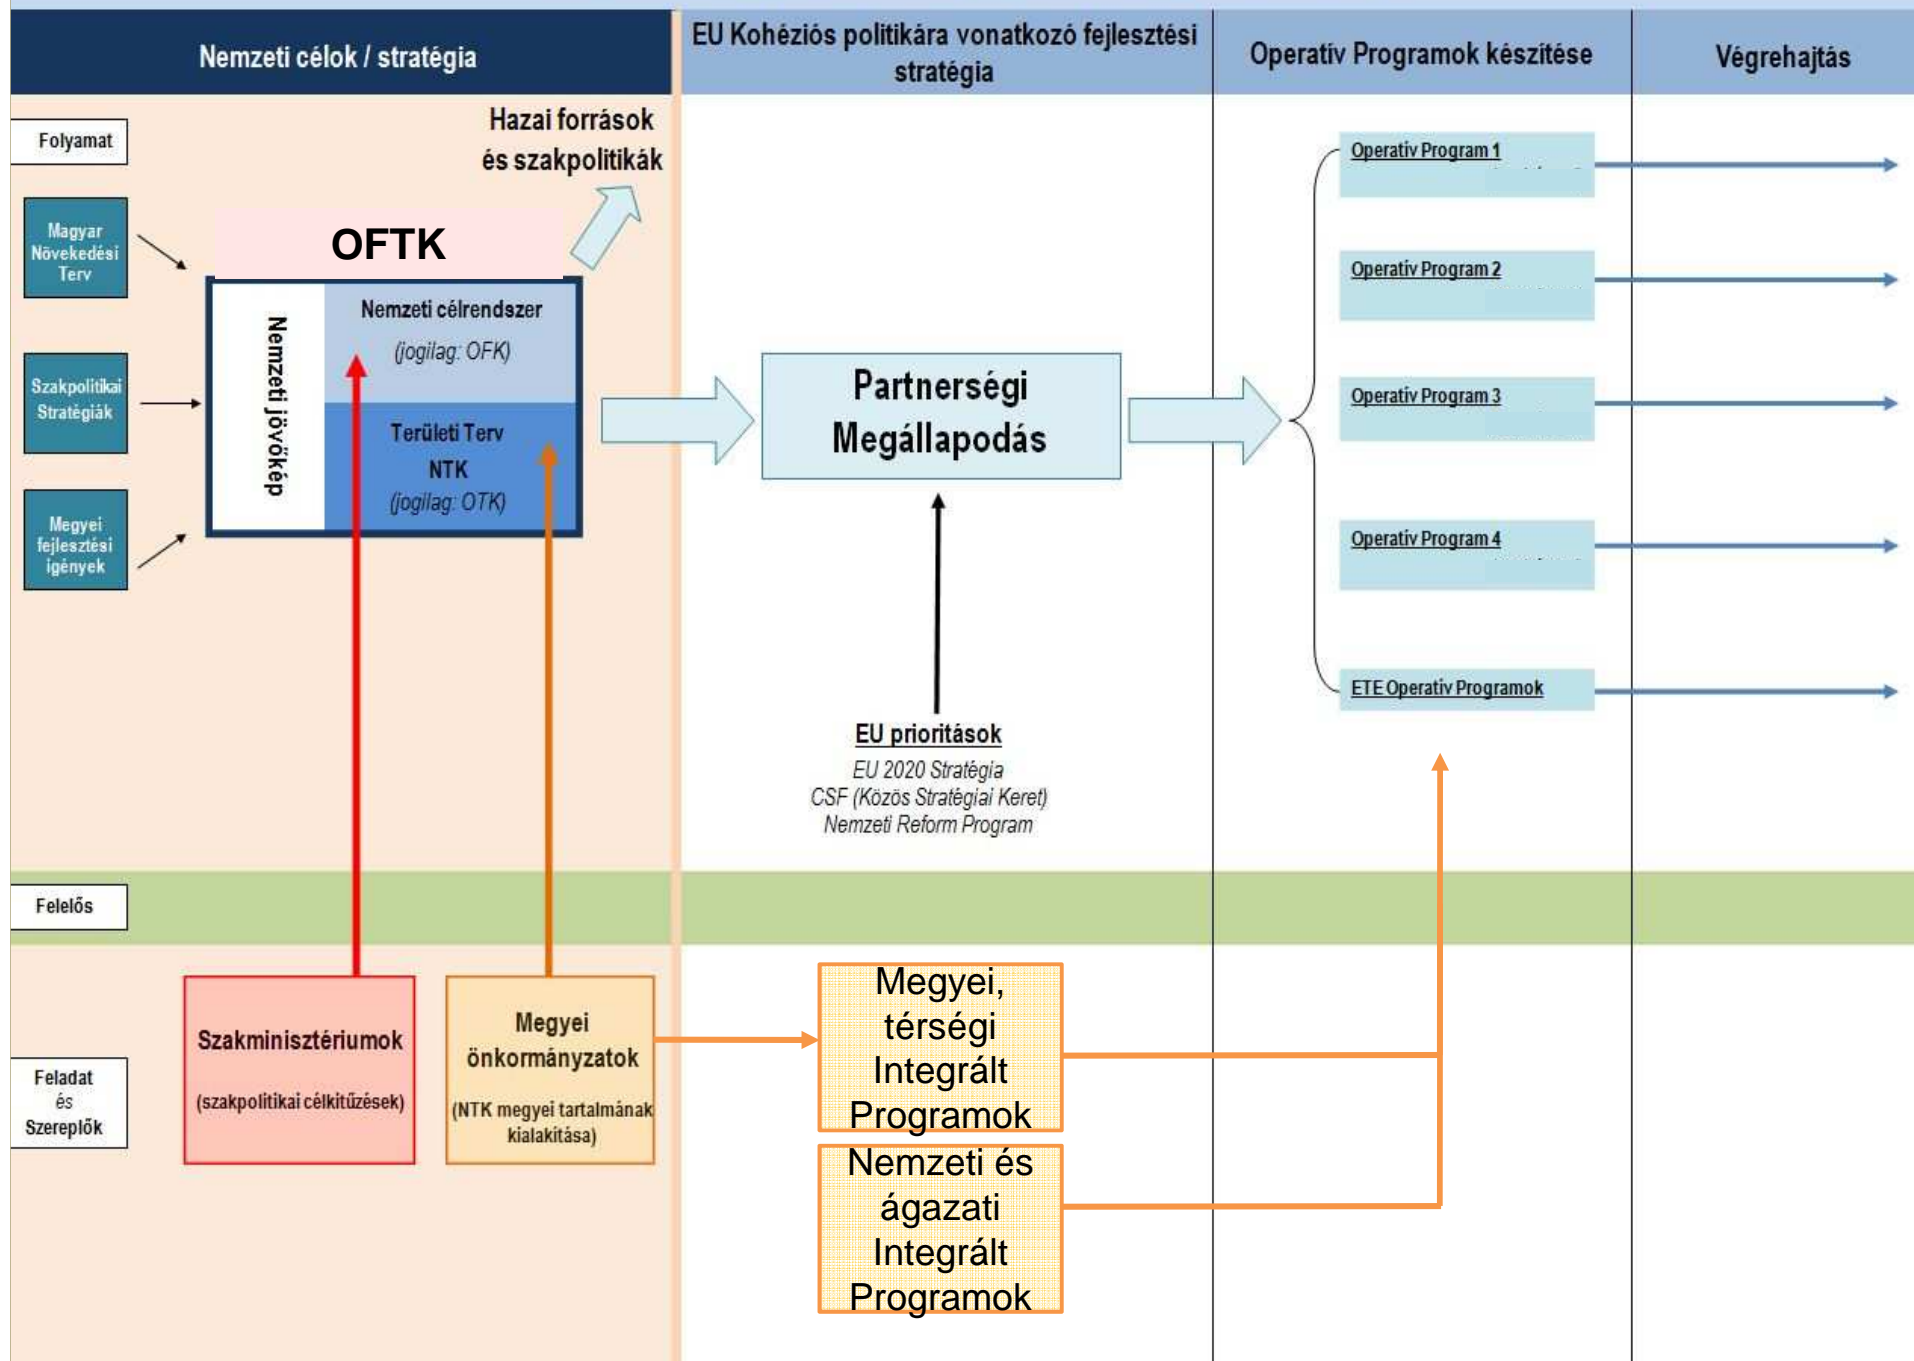 Nemzeti célok / stratégia
EU Kohéziós politikára vonatkozó fejlesztési
stratégia
Operatív Programok készítése
Végrehajtás
Folyamat
Hazai források
és szakpolitikák
Magyar
Növekedési
Terv
Szakpolitikai
Stratégiák
Megyei
fejlesztési
igények
OFTK
Nemzeti jövőkép
Nemzeti célrendszer
(jogilag: OFK)
Területi Terv
NTK
(jogilag: OTK)
Partnerségi
Megállapodás
EU prioritások
EU 2020 Stratégia
CSF (Közös Stratégiai Keret)
Nemzeti Reform Program
Operatív Program 1
Operatív Program 2
Operatív Program 3
Operatív Program 4
ETE Operatív Programok
Felelős
Feladat
és
Szereplők
Szakminisztériumok
(szakpolitikai célkitűzések)
Megyei
önkormányzatok
(NTK megyei tartalmának
kialakítása)
Megyei,
térségi
Integrált
Programok
Nemzeti és
ágazati
Integrált
Programok